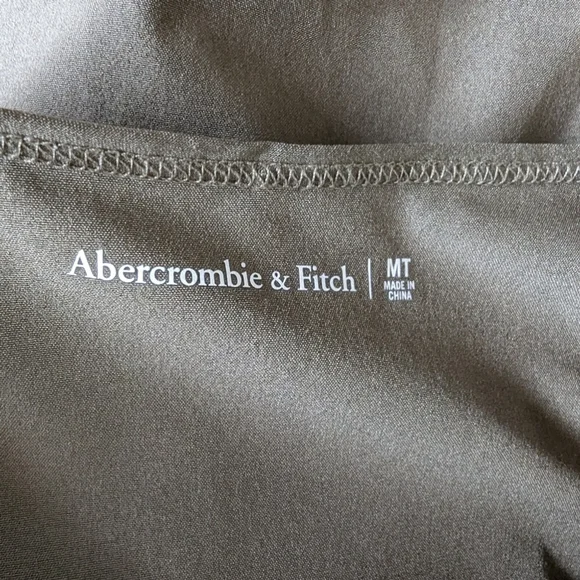 Abercrombie & Fitch | MT
MADE IN
CHINA